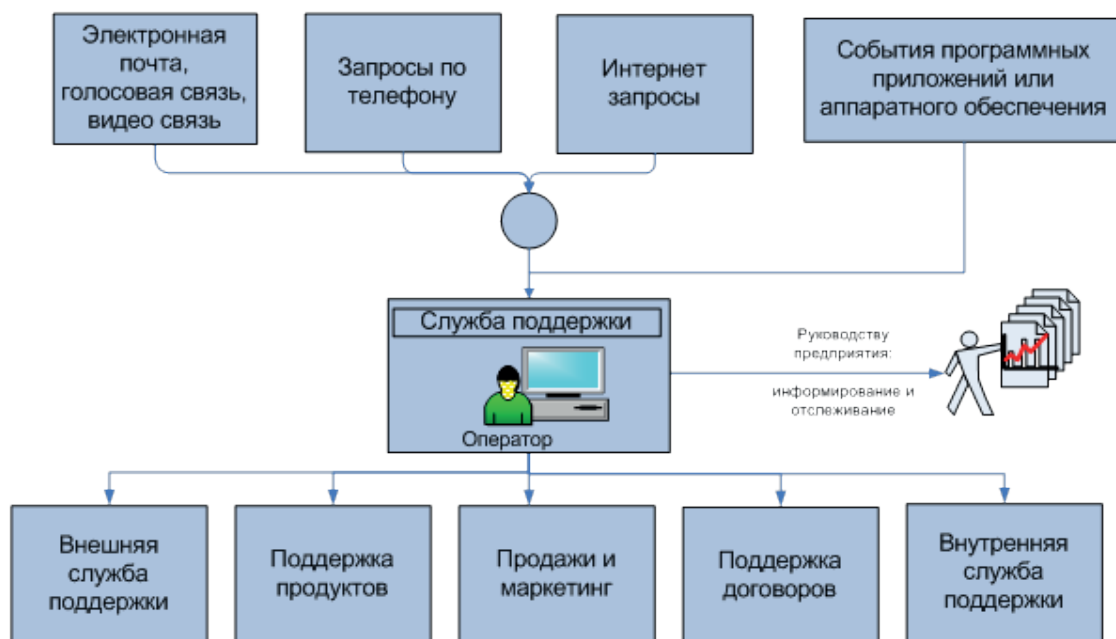 Электронная
почта,
голосовая связь,
видео связь
Запросы по
телефону
Интернет
запросы
События программных
приложений или
аппаратного обеспечения
Служба поддержки
Оператор
Руководству
предприятия:
информирование и
отслеживание
Внешняя
служба
поддержки
Поддержка
продуктов
Продажи и
маркетинг
Поддержка
договоров
Внутренняя
служба
поддержки